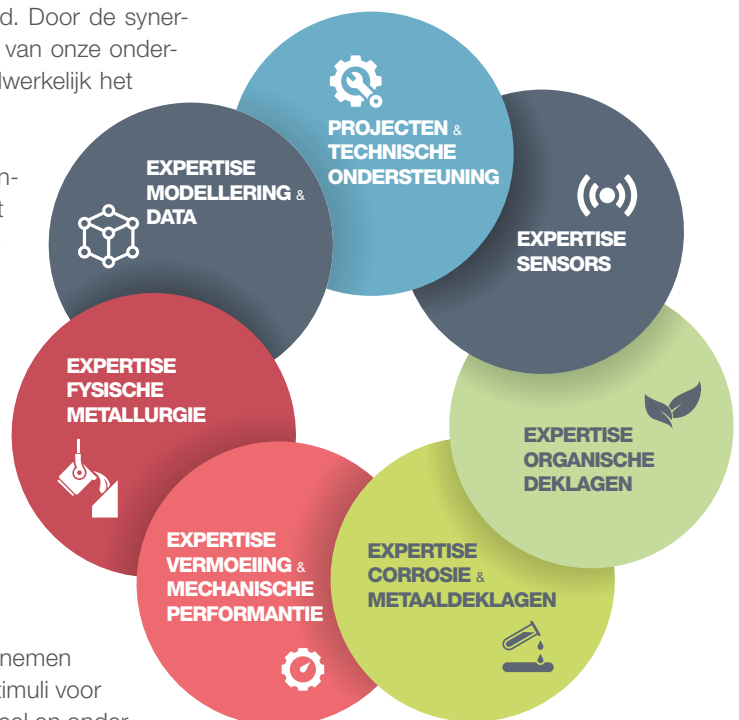 d. Door de syner-
van onze onder-
lwerkelijk het
n-
t
PROJECTEN &
TECHNISCHE
ONDERSTEUNING
EXPERTISE
MODELLERING &
DATA
EXPERTISE
SENSORS
EXPERTISE
FYSISCHE
METALLURGIE
EXPERTISE
ORGANISCHE
DEKLAGEN
EXPERTISE
VERMOEIING &
MECHANISCHE
PERFORMANTIE
EXPERTISE
CORROSIE &
METAALDEKLAGEN
nemen
timuli voor